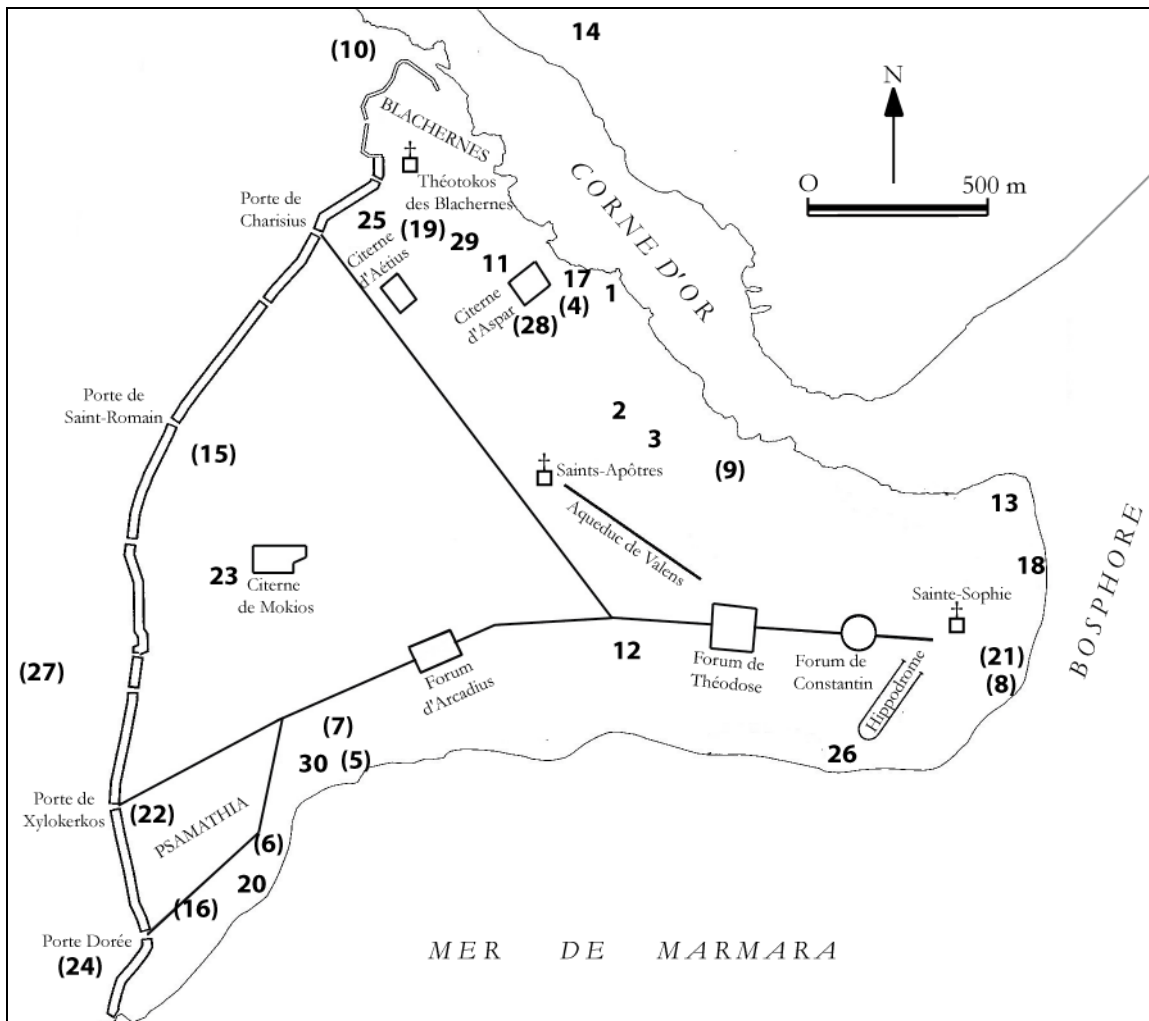 14
(10)
N
BLACHERNES
O
500 m
Théotokos
des Blachernes
Porte de
Charisius
25
(19)
29
11
17
(4)
1
CORNE D'OR
Citerne
d'Aétius
Citerne
d'Aspar
(28)
Porte de
Saint-Romain
2
3
(15)
(9)
Saints-Apôtres
13
Aqueduc de Valens
BOSPHORE
18
23
Citerne
de Mokios
Sainte-Sophie
12
(21)
(8)
(27)
Forum
d'Arcadius
Forum de
Théodose
Forum de
Constantin
Hippodrome
(7)
26
30
(5)
Porte de
Xylokerkos
(22)
PSAMATHIA
(6)
20
(16)
Porte Dorée
(24)
MER DE MARMARA